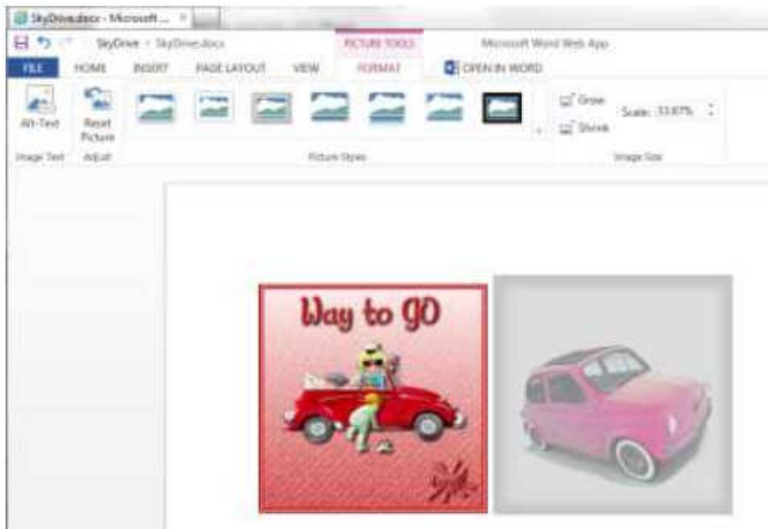 SkyDrive.docx - Microsoft ...
SkyDrive SkyDrive.docx PICTURE TOOLS Microsoft Word Web App
FILE HOME INSERT PAGE LAYOUT VIEW FORMAT OPEN IN WORD
Alt-Text
Reset
Picture
Grow
Shrink
Scale: 53.87%
Image Text Adjust Picture Styles Image Size
Way to gO